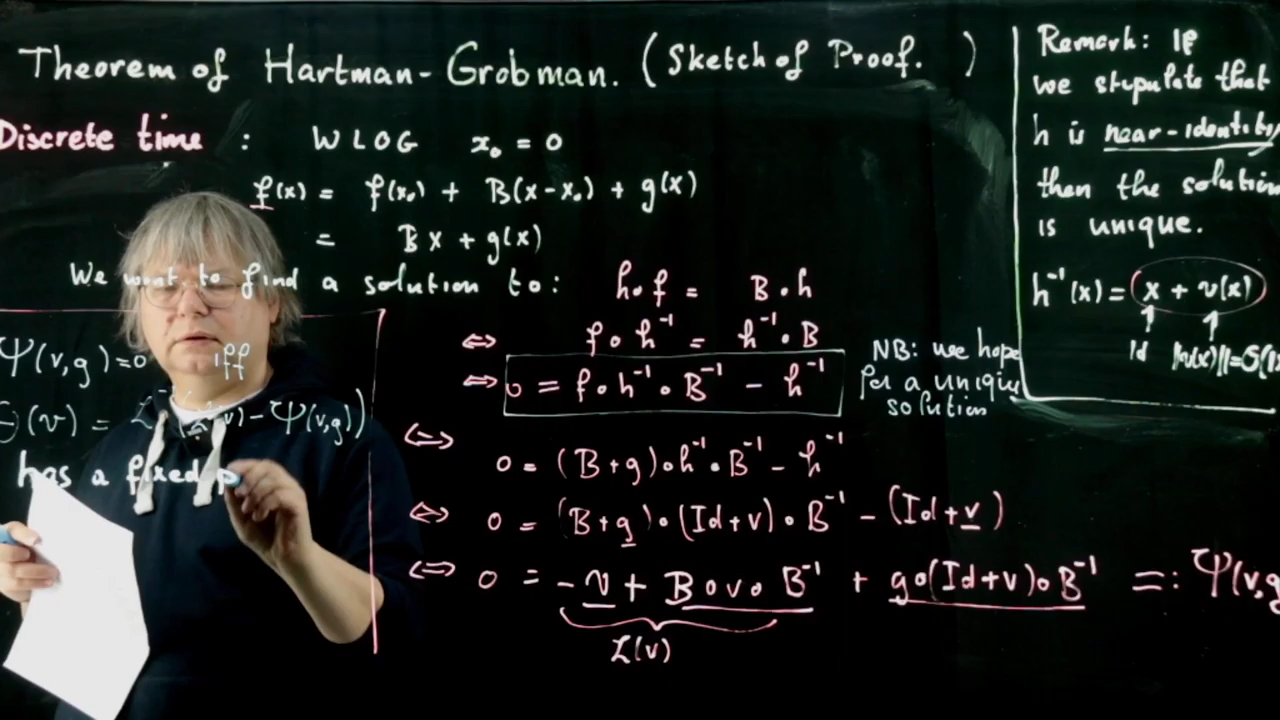 Theorem of Hartman-Grobman. (Sketch of Proof. )
Discrete time : WLOG x₀ = 0
f(x) = f(x₀) + B(x-x₀) + g(x)
= Bx + g(x)
We want to find a solution to: h∘f = B∘h
⇔ f∘h⁻¹ = h⁻¹∘B
⇔ 0 = f∘h⁻¹∘B⁻¹ - h⁻¹
NB: we hope
for a unique
solution
⇔ 0 = (B+g)∘h⁻¹∘B⁻¹ - h⁻¹
⇔ 0 = (B+g)∘(Id+v)∘B⁻¹ - (Id+v)
⇔ 0 = -v + B∘v∘B⁻¹ + g∘(Id+v)∘B⁻¹ =: Ψ(v,g
L(v)
Ψ(v,g)=0 iff
(v) = L⁻¹(L(v) - Ψ(v,g))
has a fixed p
Remark: If
we stipulate that
h is near-identity
then the solution
is unique.
h⁻¹(x) = x + v(x)
Id ‖v(x)‖=